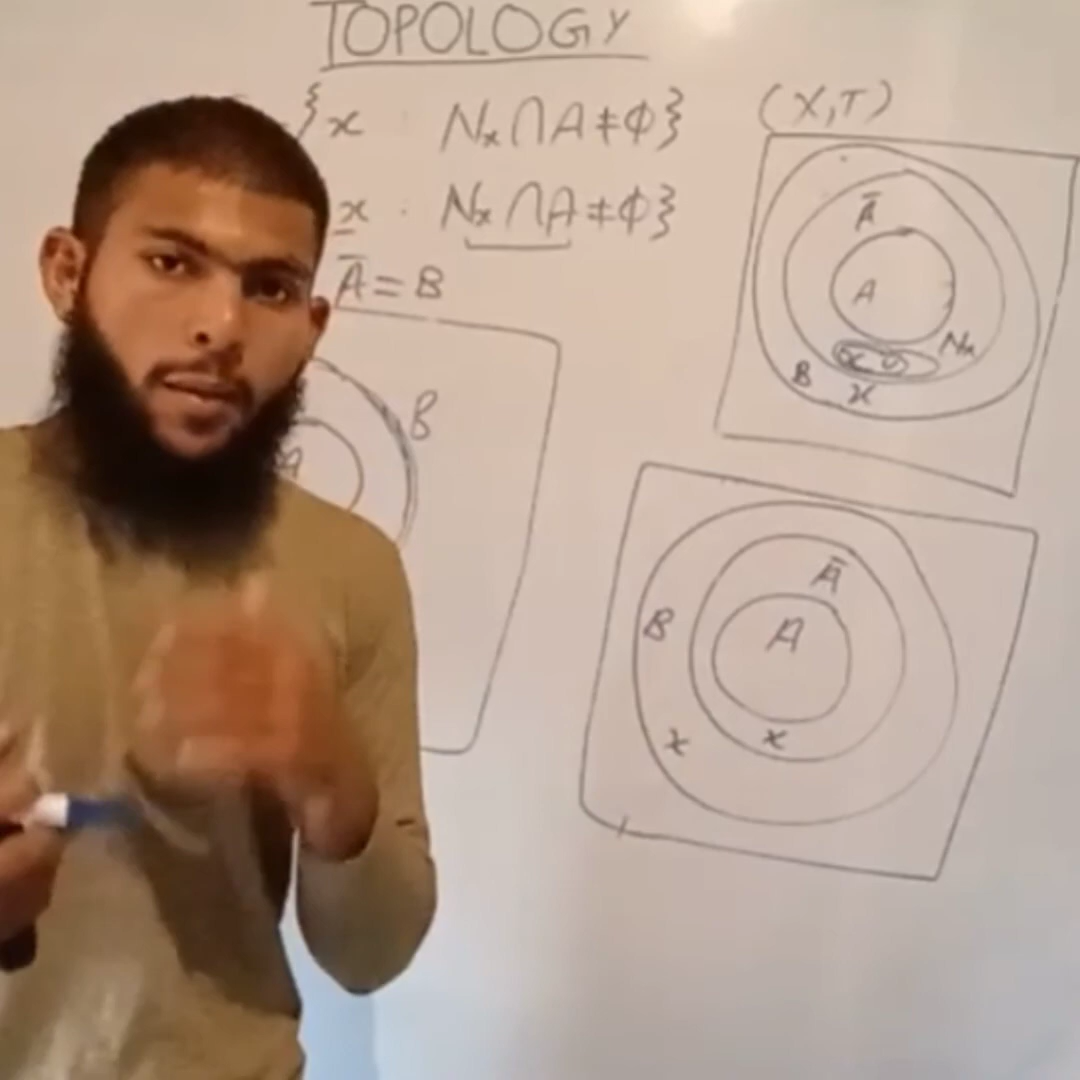 TOPOLOGY
}x : Nx∩A≠Φ}
x : Nx∩A≠Φ}
Ā=B
B
A
(X,T)
Ā
A
Nx
B
x
Ā
A
B
x
x